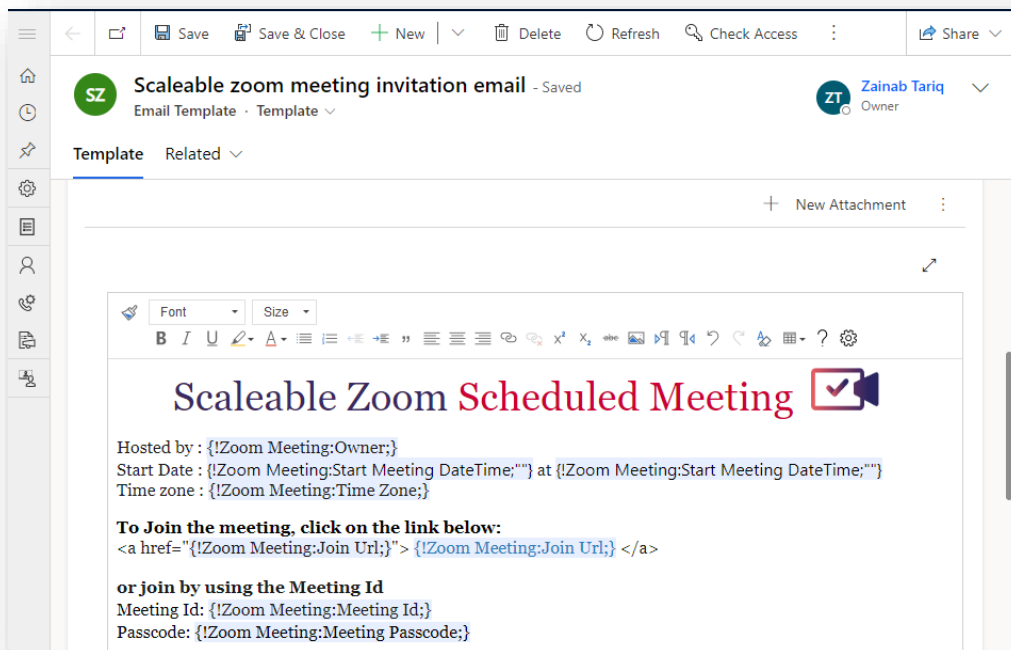 Save
Save & Close
New
Delete
Refresh
Check Access
Share
SZ
Scaleable zoom meeting invitation email - Saved
Email Template · Template
ZT
Zainab Tariq
Owner
Template
Related
New Attachment
Font
Size
B I U A x² x₂ abc ?
Scaleable Zoom Scheduled Meeting
Hosted by : {!Zoom Meeting:Owner;}
Start Date : {!Zoom Meeting:Start Meeting DateTime;""} at {!Zoom Meeting:Start Meeting DateTime;""}
Time zone : {!Zoom Meeting:Time Zone;}
To Join the meeting, click on the link below:
<a href="{!Zoom Meeting:Join Url;}"> {!Zoom Meeting:Join Url;} </a>
or join by using the Meeting Id
Meeting Id: {!Zoom Meeting:Meeting Id;}
Passcode: {!Zoom Meeting:Meeting Passcode;}